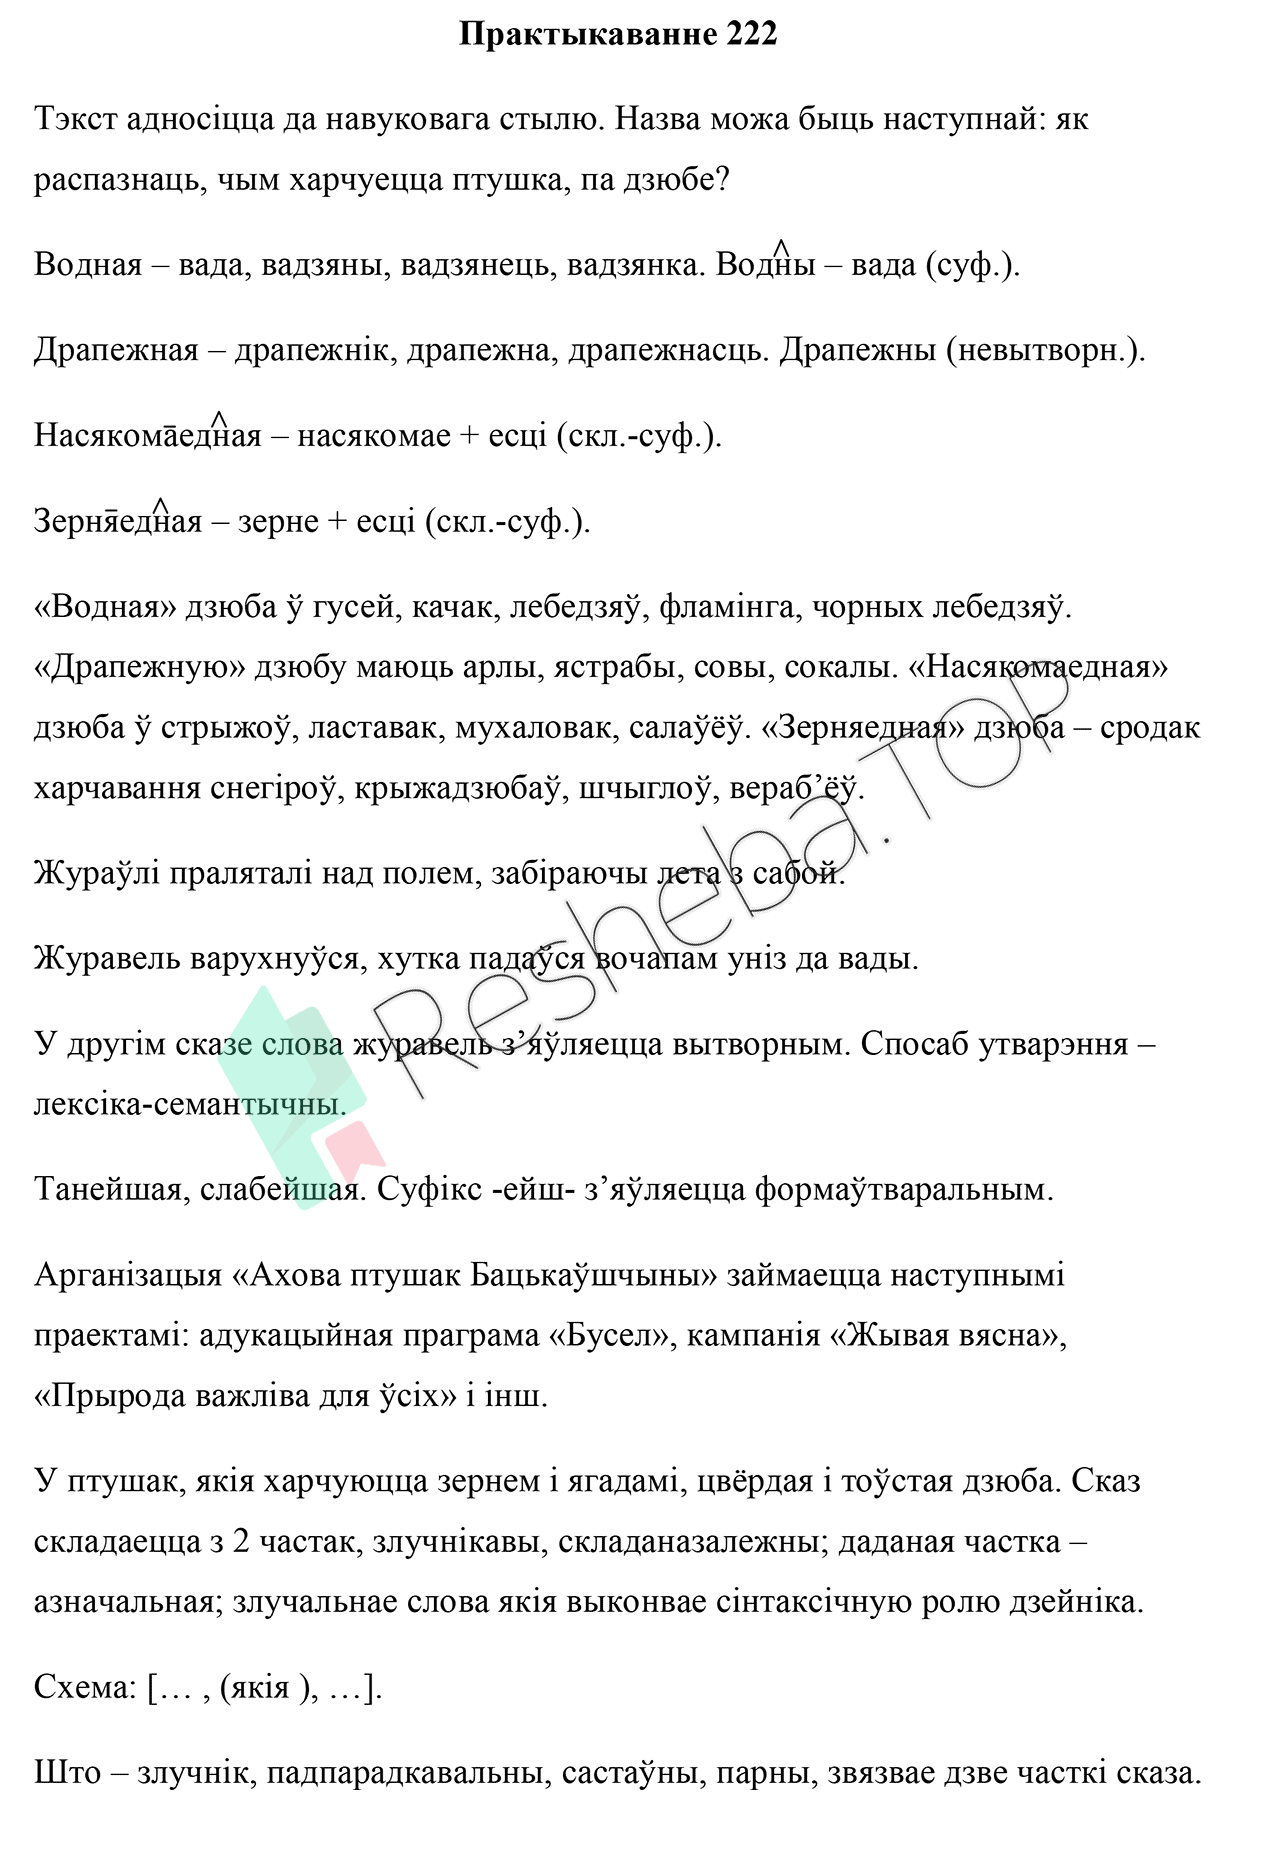 Практыкаванне 222
Тэкст адносіцца да навуковага стылю. Назва можа быць наступнай: як
распазнаць, чым харчуецца птушка, па дзюбе?
Водная – вада, вадзяны, вадзянець, вадзянка. Водны – вада (суф.).
Драпежная – драпежнік, драпежна, драпежнасць. Драпежны (невытворн.).
Насякомаедная – насякомае + есці (скл.-суф.).
Зерняедная – зерне + есці (скл.-суф.).
«Водная» дзюба ў гусей, качак, лебедзяў, фламінга, чорных лебедзяў.
«Драпежную» дзюбу маюць арлы, ястрабы, совы, сокалы. «Насякомаедная»
дзюба ў стрыжоў, ластавак, мухаловак, салаўёў. «Зерняедная» дзюба – сродак
харчавання снегіроў, крыжадзюбаў, шчыглоў, вераб’ёў.
Жураўлі праляталі над полем, забіраючы лета з сабой.
Журавель варухнуўся, хутка падаўся вочапам уніз да вады.
У другім сказе слова журавель з’яўляецца вытворным. Спосаб утварэння –
лексіка-семантычны.
Танейшая, слабейшая. Суфікс -ейш- з’яўляецца формаўтваральным.
Арганізацыя «Ахова птушак Бацькаўшчыны» займаецца наступнымі
праектамі: адукацыйная праграма «Бусел», кампанія «Жывая вясна»,
«Прырода важліва для ўсіх» і інш.
У птушак, якія харчуюцца зернем і ягадамі, цвёрдая і тоўстая дзюба. Сказ
складаецца з 2 частак, злучнікавы, складаназалежны; даданая частка –
азначальная; злучальнае слова якія выконвае сінтаксічную ролю дзейніка.
Схема: [… , (якія ), …].
Што – злучнік, падпарадкавальны, састаўны, парны, звязвае дзве часткі сказа.
Resheba.TOP